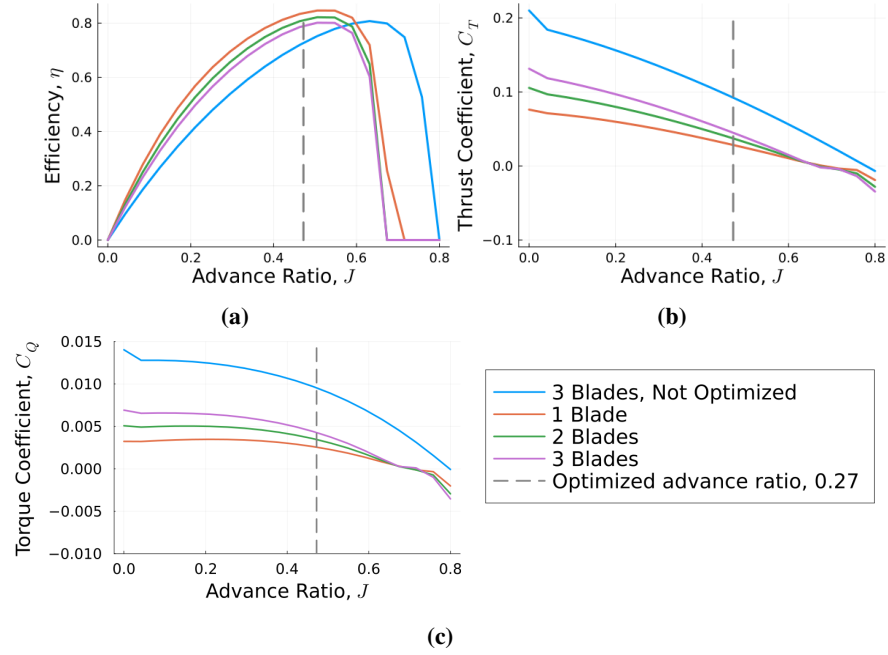 Efficiency, η
0.8
0.6
0.4
0.2
0.0
0.0 0.2 0.4 0.6 0.8
Advance Ratio, J
(a)
Thrust Coefficient, C_T
0.2
0.1
0.0
−0.1
0.0 0.2 0.4 0.6 0.8
Advance Ratio, J
(b)
Torque Coefficient, C_Q
0.015
0.010
0.005
0.000
−0.005
−0.010
0.0 0.2 0.4 0.6 0.8
Advance Ratio, J
(c)
3 Blades, Not Optimized
1 Blade
2 Blades
3 Blades
Optimized advance ratio, 0.27